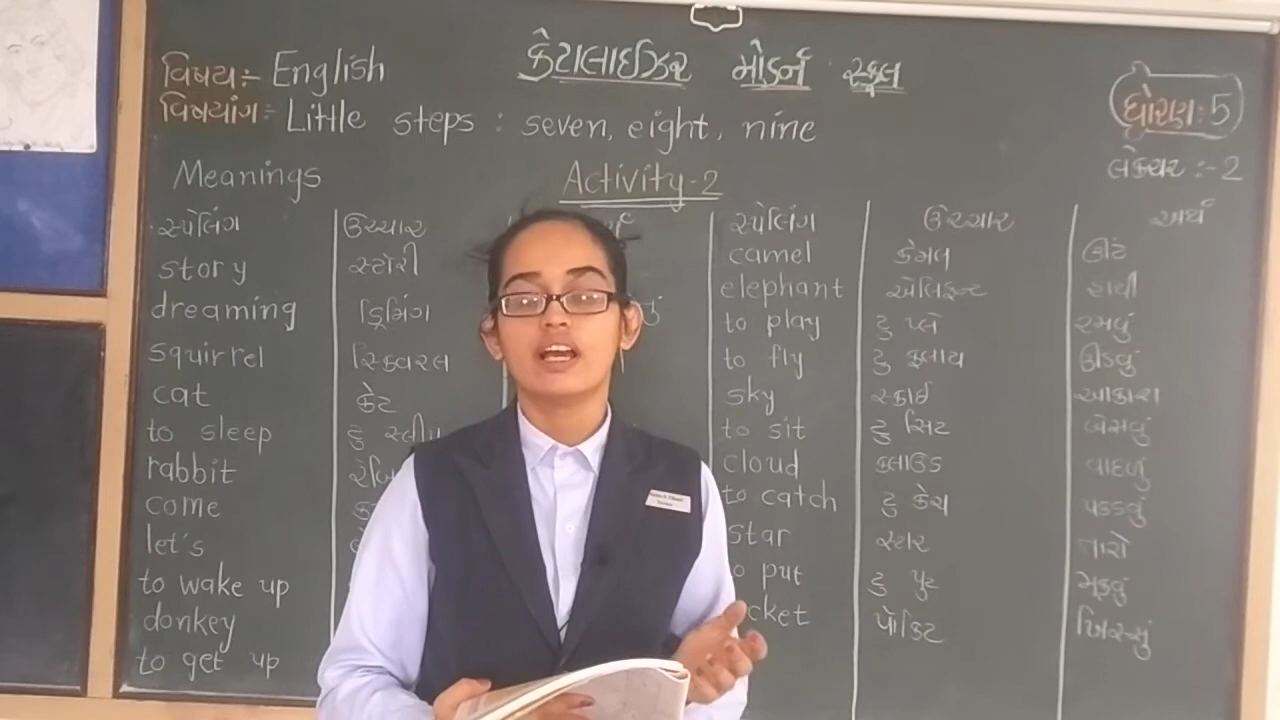 વિષય:- English
કેટાલાઈઝર મોડર્ન સ્કૂલ
વિષયાંગ:- Little steps : seven, eight, nine
ધોરણ: 5
લેકચર :- 2
Meanings
Activity-2
સ્પેલિંગ ઉચ્ચાર સ્પેલિંગ ઉચ્ચાર અર્થ
story સ્ટોરી camel કેમલ ઊંટ
dreaming ડ્રિમિંગ elephant એલિફન્ટ હાથી
squirrel સ્કિવરલ to play ટુ પ્લે રમવું
cat કેટ to fly ટુ ફ્લાય ઊડવું
to sleep ટુ sky સ્કાઈ આકાશ
rabbit to sit ટુ સિટ બેસવું
come cloud ક્લાઉડ વાદળું
let's to catch ટુ કેચ પકડવું
to wake up star સ્ટાર તારો
donkey put ટુ પુટ મૂકવું
to get up cket પોકિટ ખિસ્સું